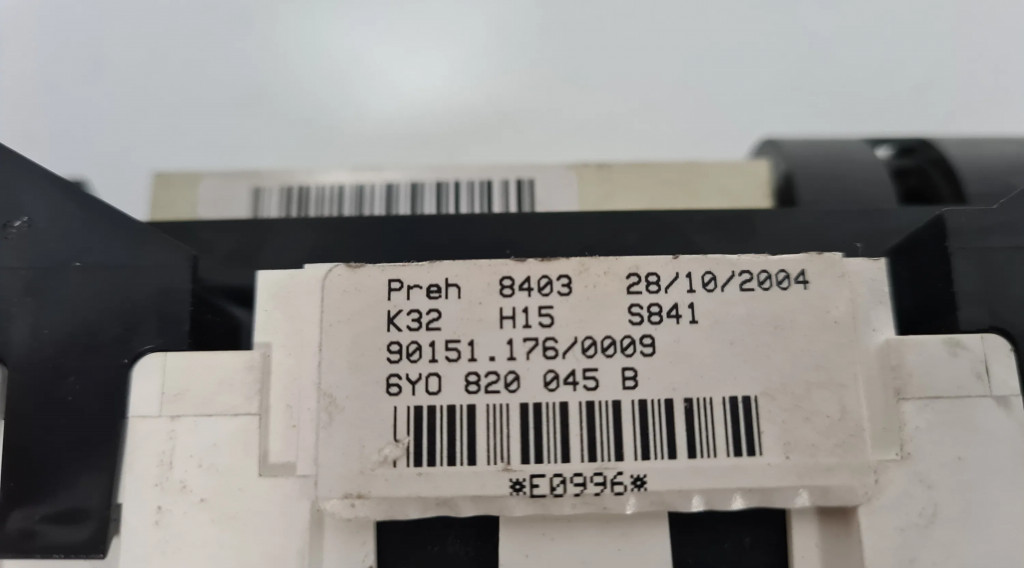 Preh 8403 28/10/2004
K32 H15 S841
90151.176/0009
6Y0 820 045 B
*E0996*